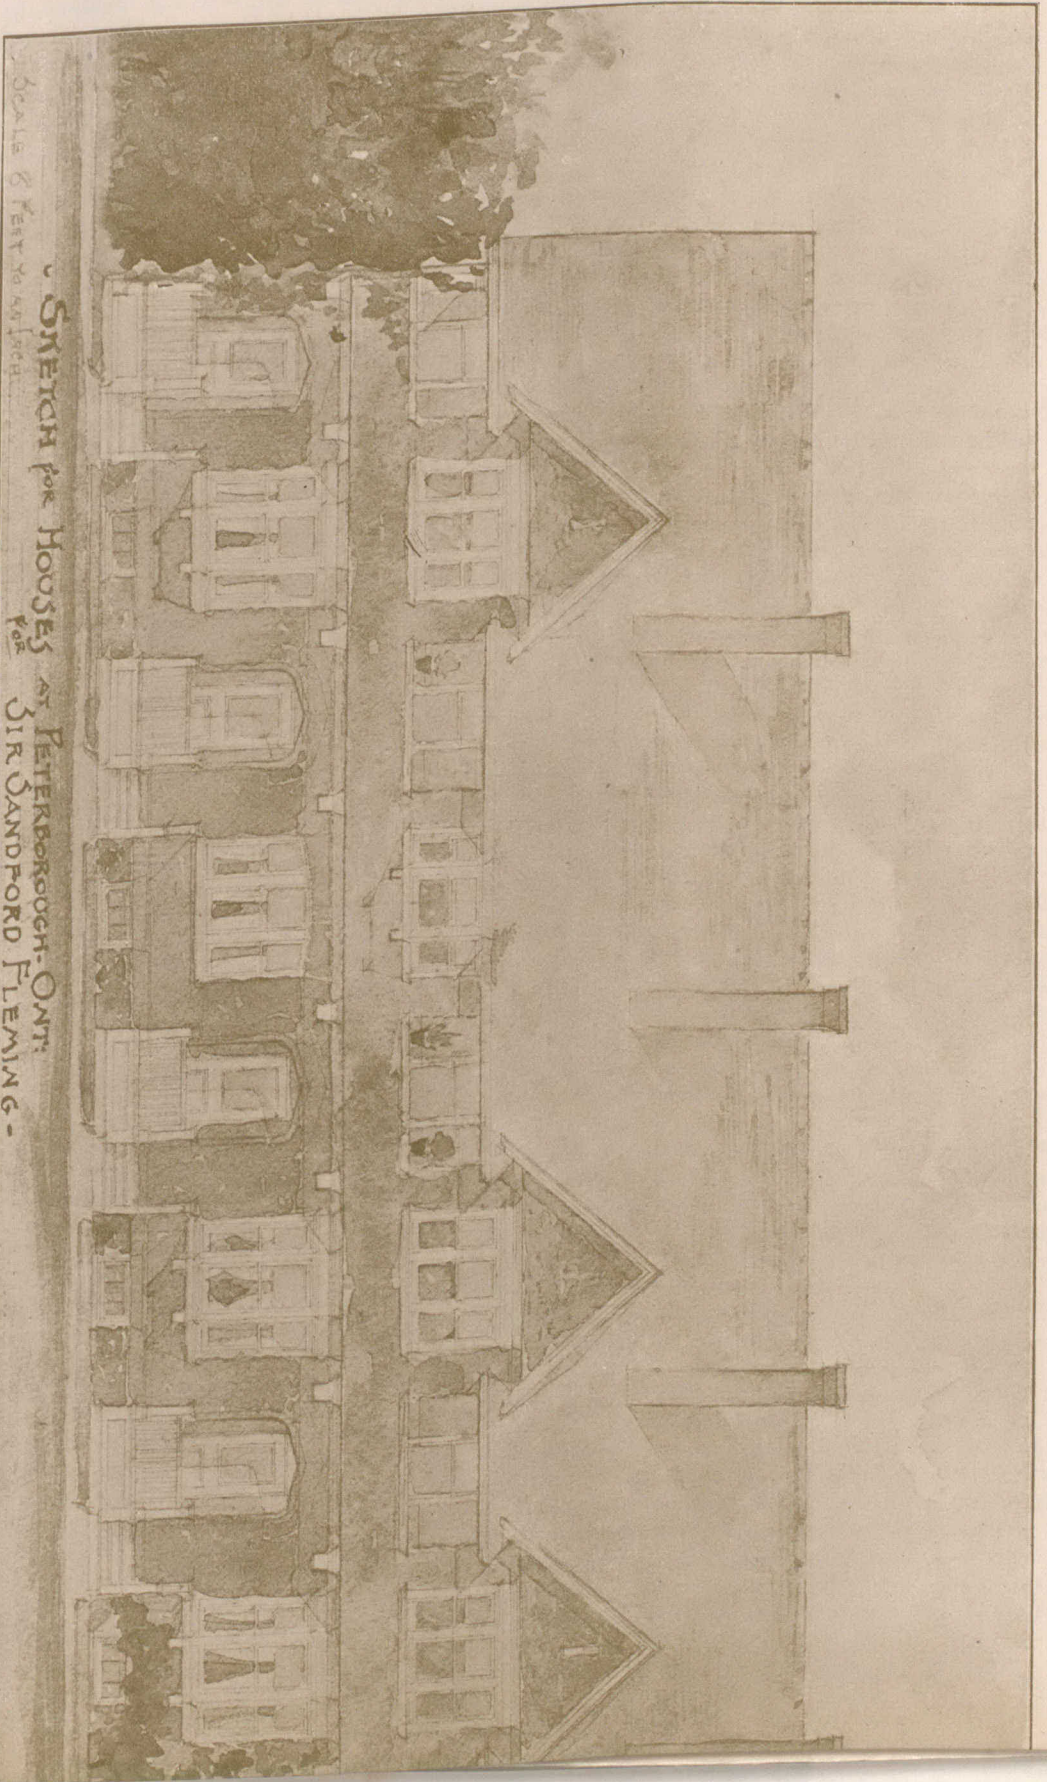 Sketch for Houses at Peterborough-Ont:
for
Sir Sandford Fleming-
Scale 8 Feet to an Inch